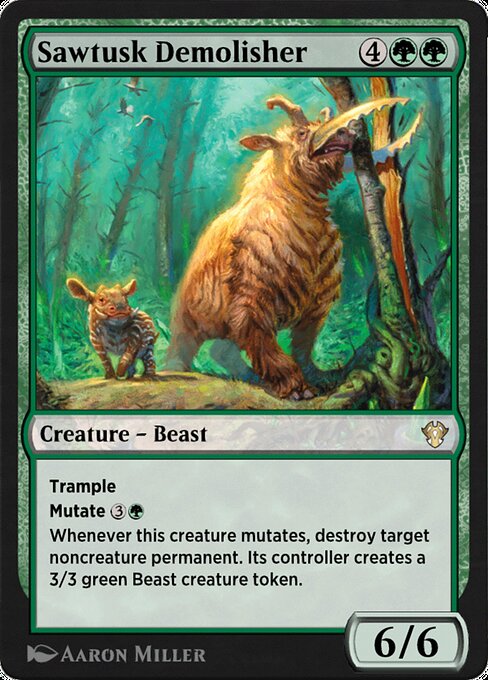 Sawtusk Demolisher 4
Creature – Beast
Trample
Mutate 3
Whenever this creature mutates, destroy target
noncreature permanent. Its controller creates a
3/3 green Beast creature token.
6/6
Aaron Miller